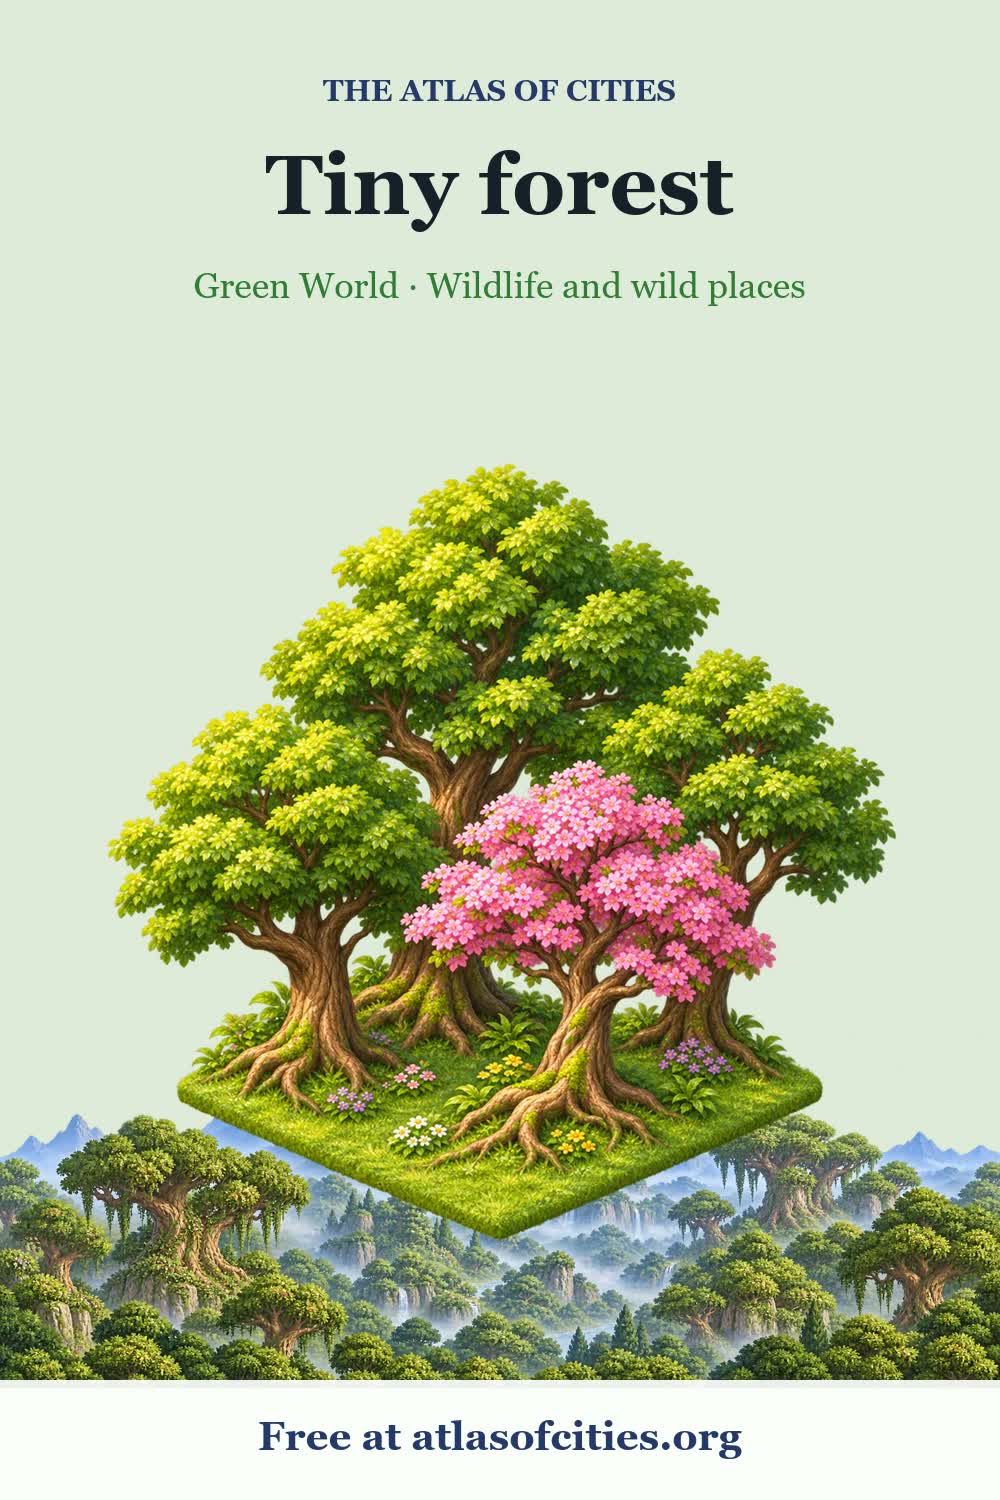 THE ATLAS OF CITIES
Tiny forest
Green World · Wildlife and wild places
Free at atlasofcities.org